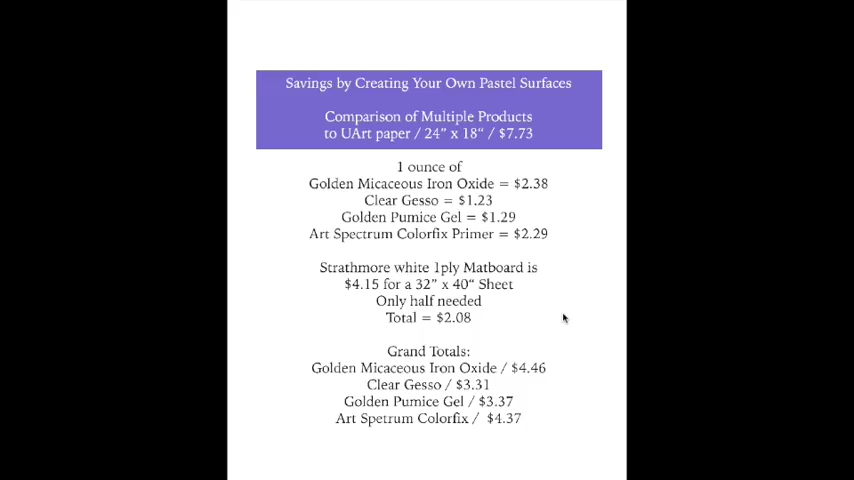 Savings by Creating Your Own Pastel Surfaces
Comparison of Multiple Products
to UArt paper / 24” x 18“ / $7.73
1 ounce of
Golden Micaceous Iron Oxide = $2.38
Clear Gesso = $1.23
Golden Pumice Gel = $1.29
Art Spectrum Colorfix Primer = $2.29
Strathmore white 1ply Matboard is
$4.15 for a 32” x 40“ Sheet
Only half needed
Total = $2.08
Grand Totals:
Golden Micaceous Iron Oxide / $4.46
Clear Gesso / $3.31
Golden Pumice Gel / $3.37
Art Spetrum Colorfix / $4.37